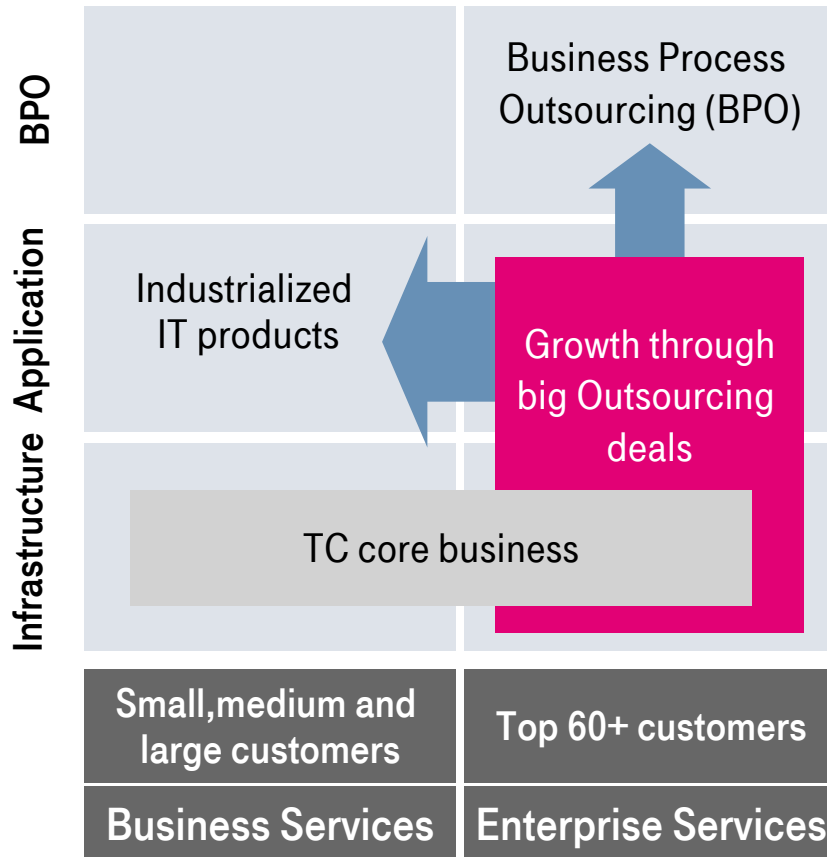 BPO
Business Process
Outsourcing (BPO)
Application
Industrialized
IT products
Growth through
big Outsourcing
deals
Infrastructure
TC core business
Small,medium and
large customers
Top 60+ customers
Business Services
Enterprise Services